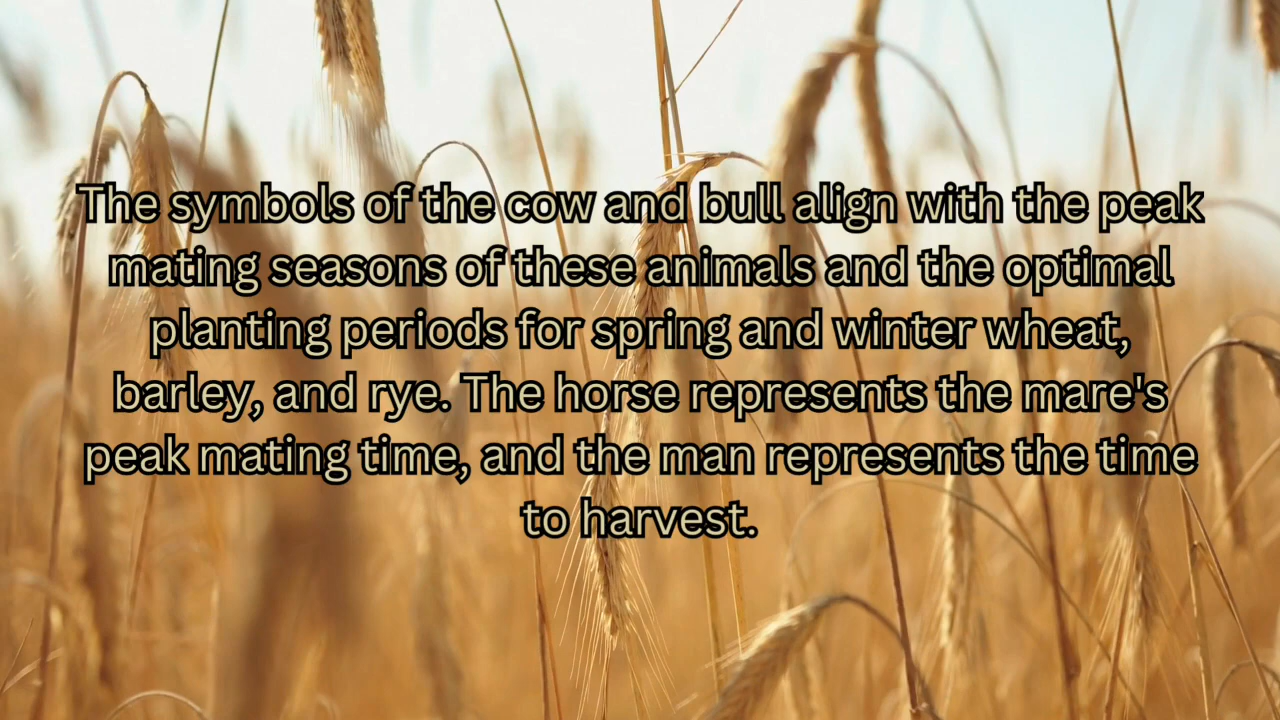 The symbols of the cow and bull align with the peak
mating seasons of these animals and the optimal
planting periods for spring and winter wheat,
barley, and rye. The horse represents the mare's
peak mating time, and the man represents the time
to harvest.